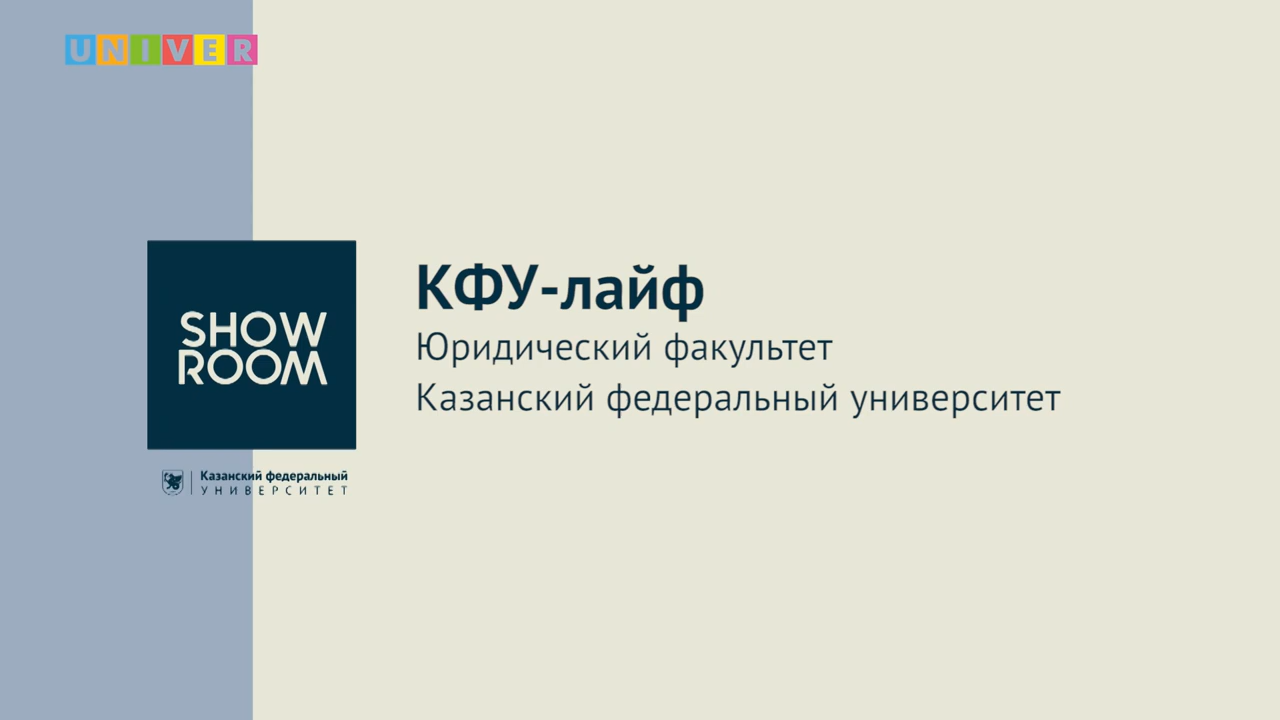 UNIVER
SHOW
ROOM
КФУ-лайф
Юридический факультет
Казанский федеральный университет
Казанский федеральный
УНИВЕРСИТЕТ